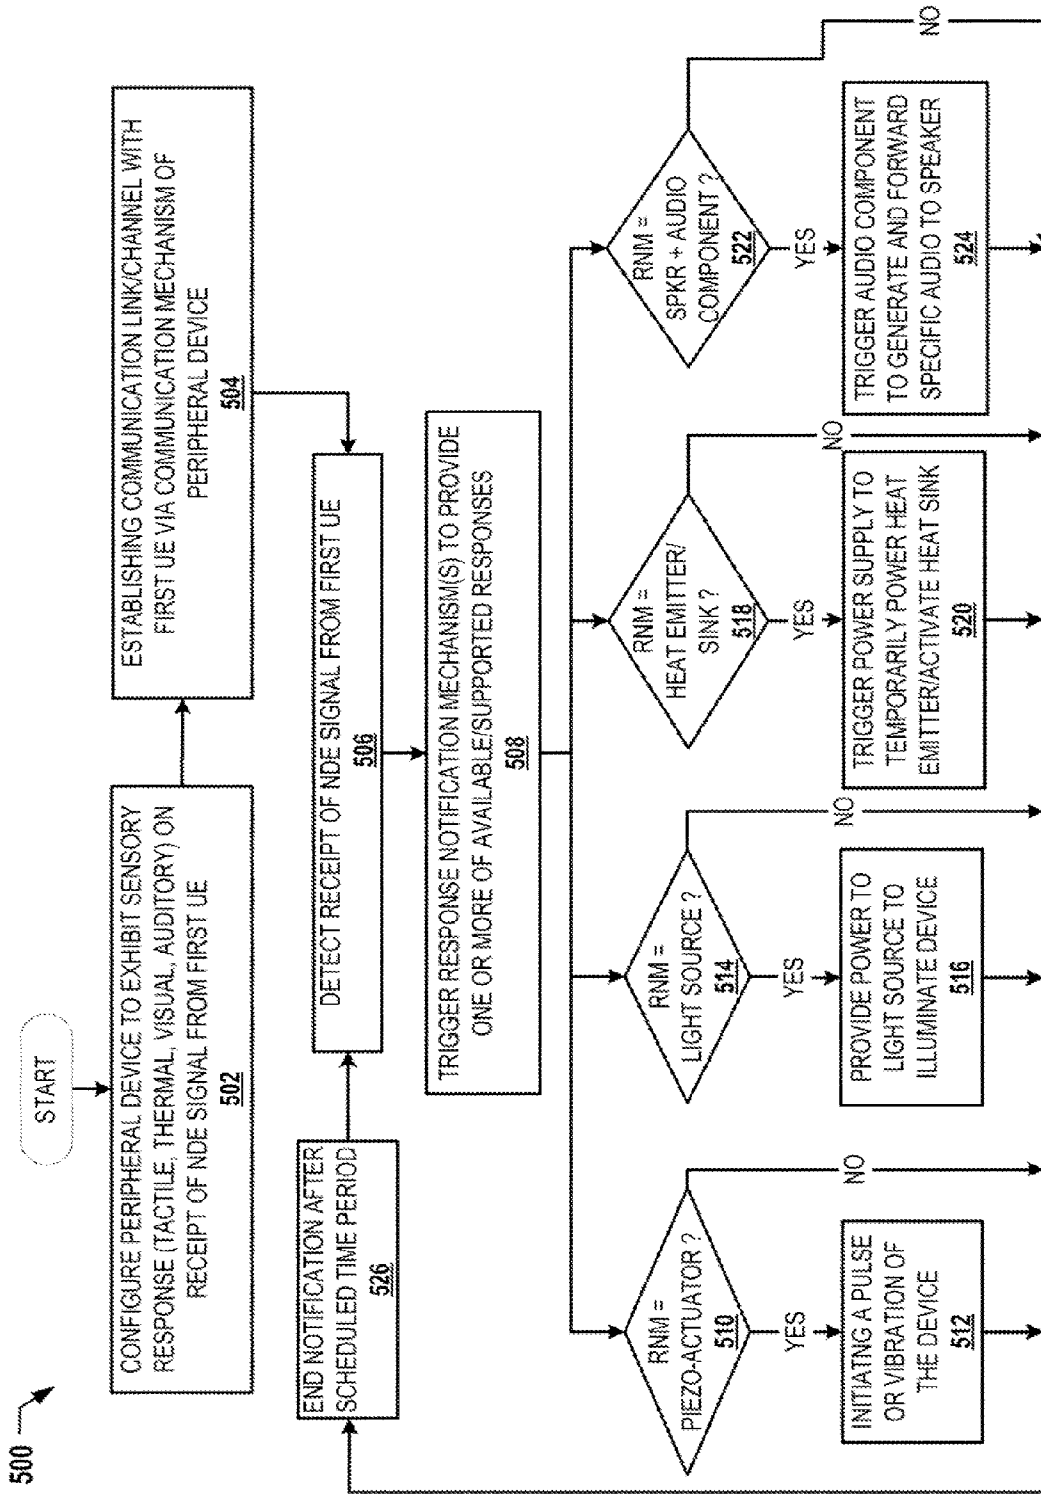 500
START
CONFIGURE PERIPHERAL DEVICE TO EXHIBIT SENSORY
RESPONSE (TACTILE, THERMAL, VISUAL, AUDITORY) ON
RECEIPT OF NDE SIGNAL FROM FIRST UE
502
ESTABLISHING COMMUNICATION LINK/CHANNEL WITH
FIRST UE VIA COMMUNICATION MECHANISM OF
PERIPHERAL DEVICE
504
END NOTIFICATION AFTER
SCHEDULED TIME PERIOD
526
DETECT RECEIPT OF NDE SIGNAL FROM FIRST UE
506
TRIGGER RESPONSE NOTIFICATION MECHANISM(S) TO PROVIDE
ONE OR MORE OF AVAILABLE/SUPPORTED RESPONSES
508
RNM =
PIEZO-ACTUATOR ?
510
YES
NO
INITIATNG A PULSE
OR VIBRATION OF
THE DEVICE
512
RNM =
LIGHT SOURCE ?
514
YES
NO
PROVIDE POWER TO
LIGHT SOURCE TO
ILLUMINATE DEVICE
516
RNM =
HEAT EMITTER/
SINK ?
518
YES
NO
TRIGGER POWER SUPPLY TO
TEMPORARILY POWER HEAT
EMITTER/ACTIVATE HEAT SINK
520
RNM =
SPKR + AUDIO
COMPONENT ?
522
YES
NO
TRIGGER AUDIO COMPONENT
TO GENERATE AND FORWARD
SPECIFIC AUDIO TO SPEAKER
524